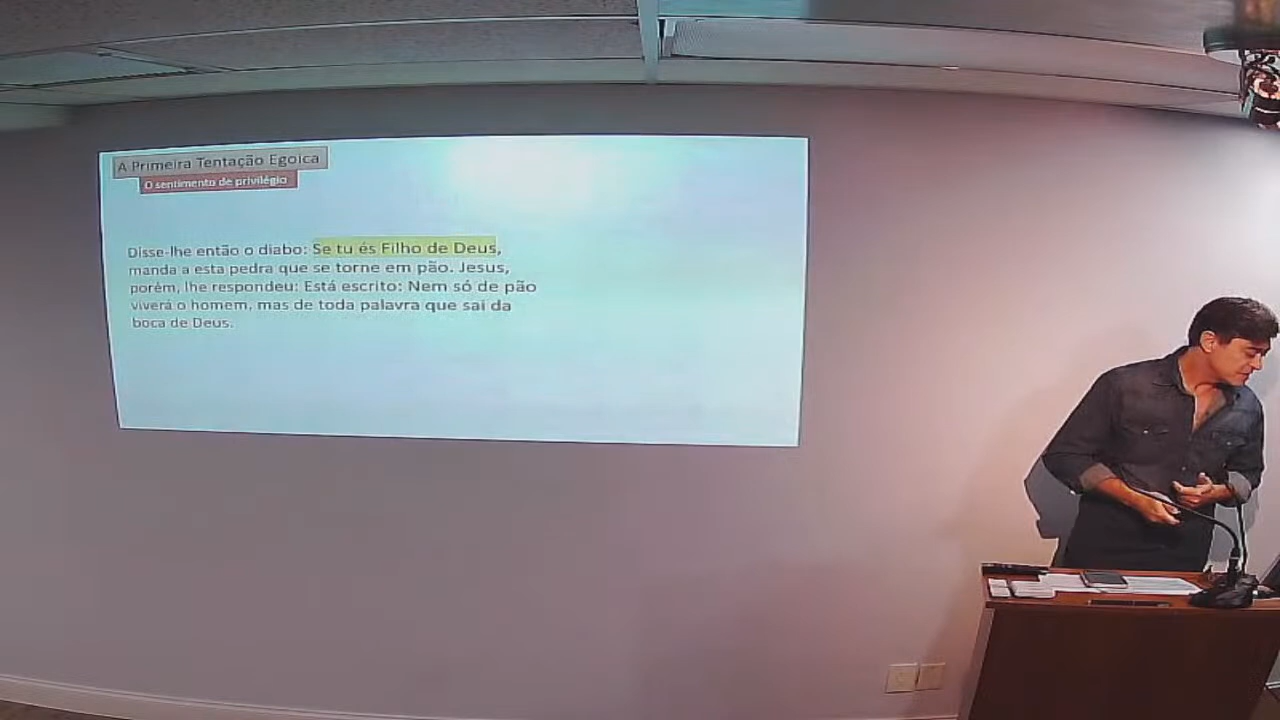 A Primeira Tentação Egoica
O sentimento de privilégio
Disse-lhe então o diabo: Se tu és Filho de Deus,
manda a esta pedra que se torne em pão. Jesus,
porém, lhe respondeu: Está escrito: Nem só de pão
viverá o homem, mas de toda palavra que sai da
boca de Deus.